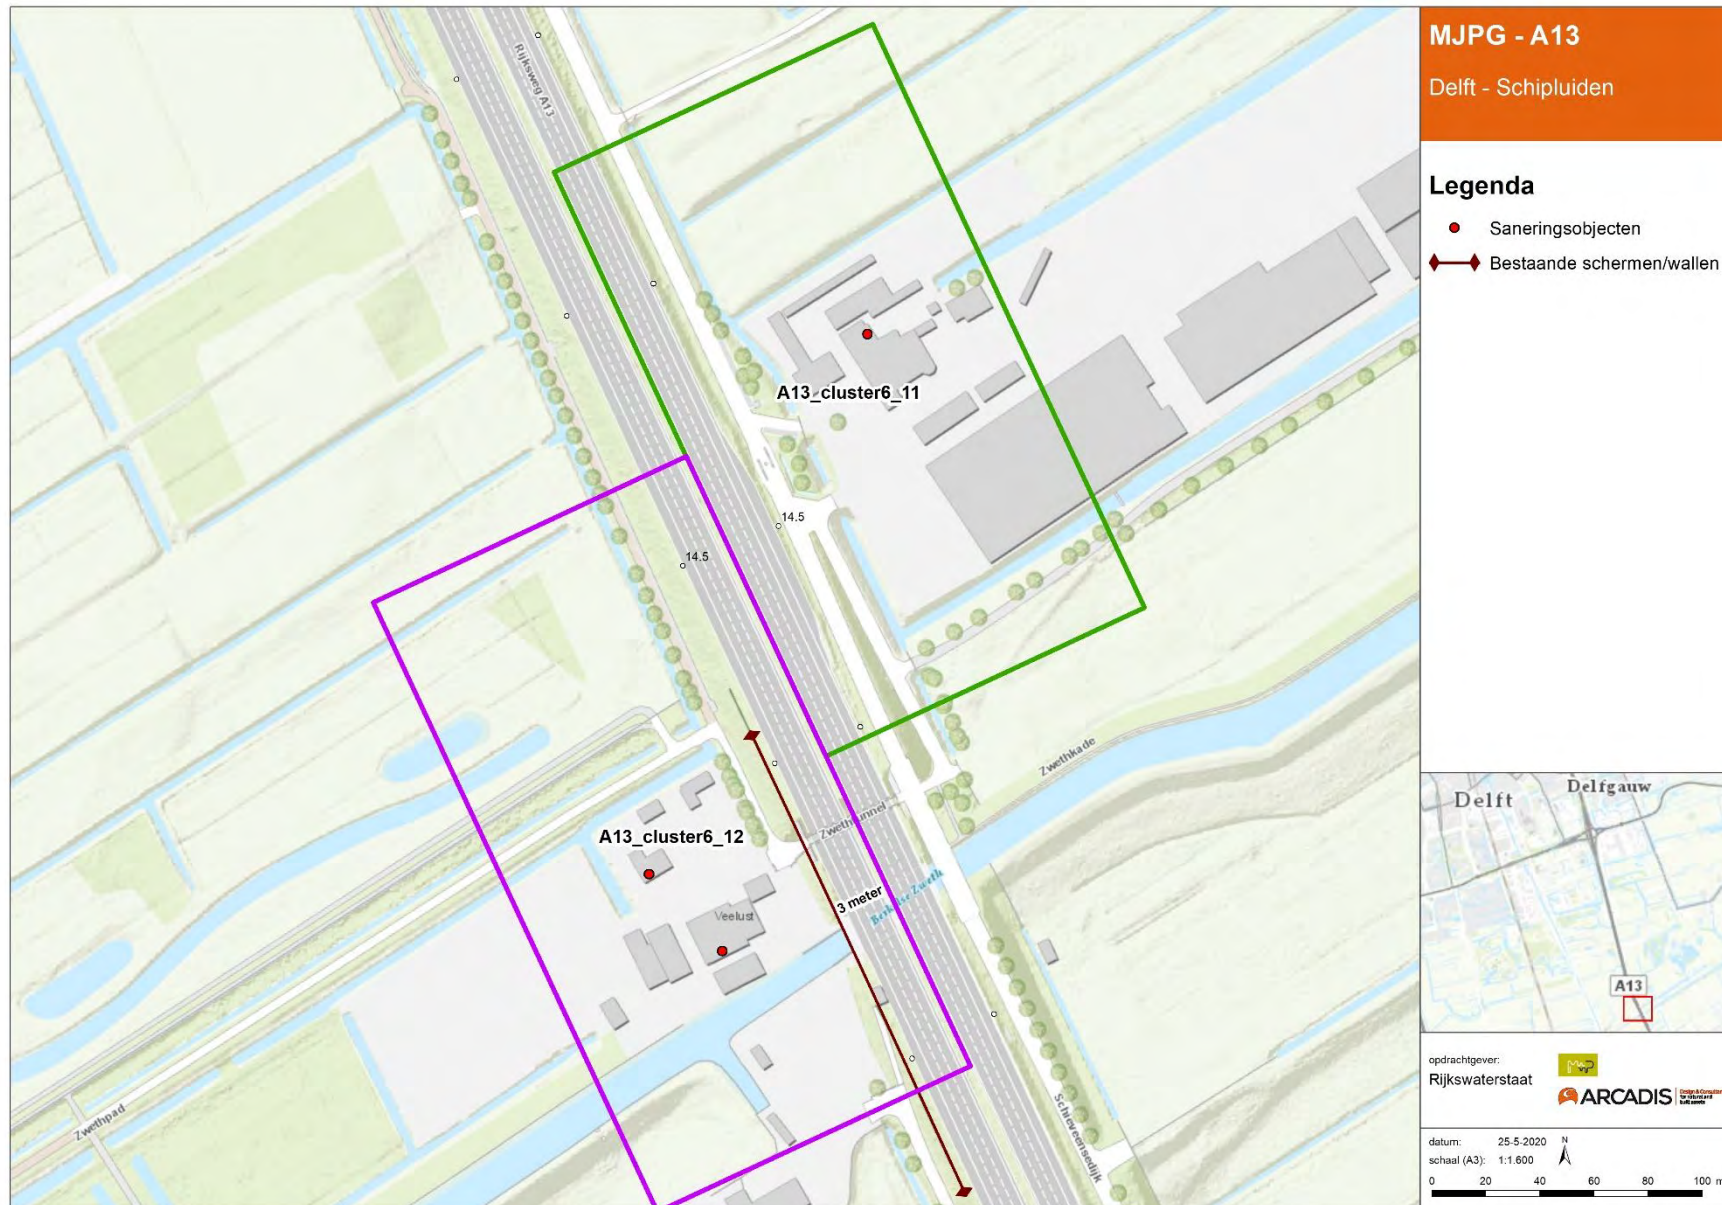 MJPG - A13
Delft - Schipluiden
Legenda
Saneringsobjecten
Bestaande schermen/wallen
Rijksweg A13
A13_cluster6_11
14.5
14.5
Zwethkade
Zwethtunnel
A13_cluster6_12
3 meter
Berkelse Zweth
Veelust
Zwethpad
Schieveensedijk
Delft
Delfgauw
A13
opdrachtgever:
Rijkswaterstaat
ARCADIS
datum: 25-5-2020
N
schaal (A3): 1:1.600
0 20 40 60 80 100 m